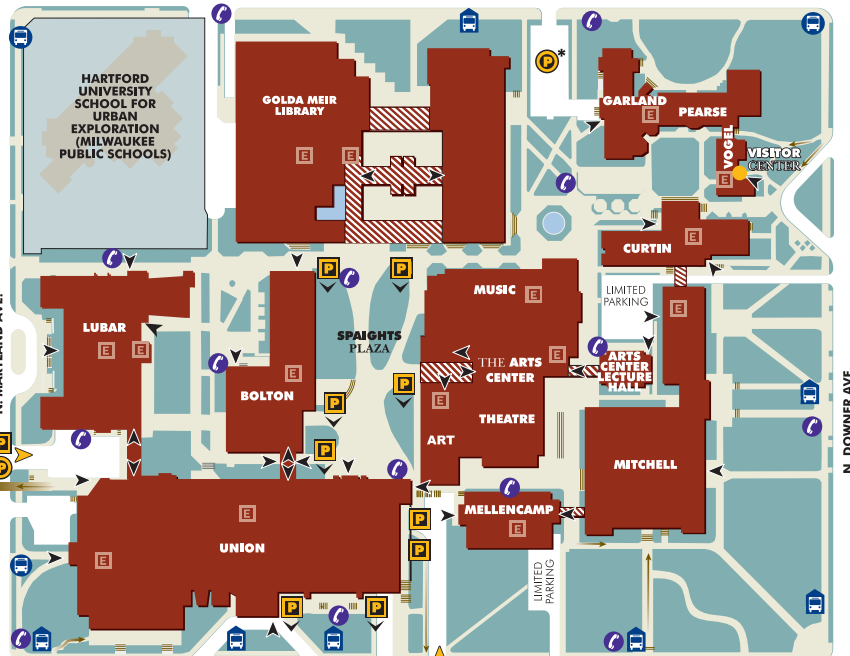 HARTFORD
UNIVERSITY
SCHOOL FOR
URBAN
EXPLORATION
(MILWAUKEE
PUBLIC SCHOOLS)
GOLDA MEIR
LIBRARY
E
E
P*
GARLAND
E
PEARSE
VOGEL
E
VISITOR
CENTER
CURTIN
E
LUBAR
E
E
BOLTON
E
P
P
SPAIGHTS
PLAZA
P
P
P
MUSIC
E
E
THE ARTS
CENTER
E
THEATRE
ART
LIMITED
PARKING
ARTS
CENTER
LECTURE
HALL
E
MITCHELL
MELLENCAMP
E
LIMITED
PARKING
UNION
E
E
P
P
P
P
P
P
N. MARYLAND AVE.
N. DOWNER AVE.